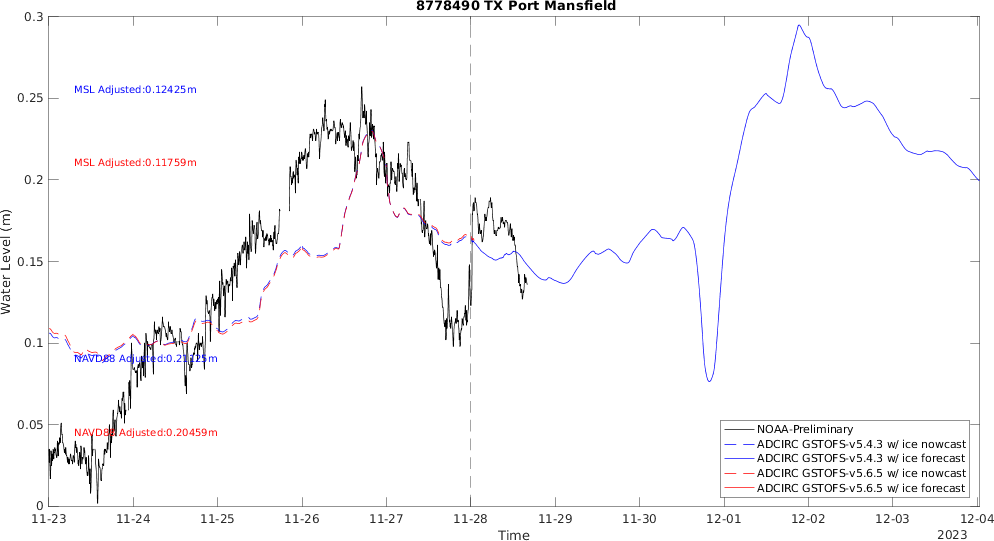 8778490 TX Port Mansfield
0.3
0.25
0.2
0.15
0.1
0.05
0
Water Level (m)
MSL Adjusted:0.12425m
MSL Adjusted:0.11759m
NAVD88 Adjusted:0.21125m
NAVD88 Adjusted:0.20459m
NOAA-Preliminary
ADCIRC GSTOFS-v5.4.3 w/ ice nowcast
ADCIRC GSTOFS-v5.4.3 w/ ice forecast
ADCIRC GSTOFS-v5.6.5 w/ ice nowcast
ADCIRC GSTOFS-v5.6.5 w/ ice forecast
11-23 11-24 11-25 11-26 11-27 11-28 11-29 11-30 12-01 12-02 12-03 12-04
Time
2023